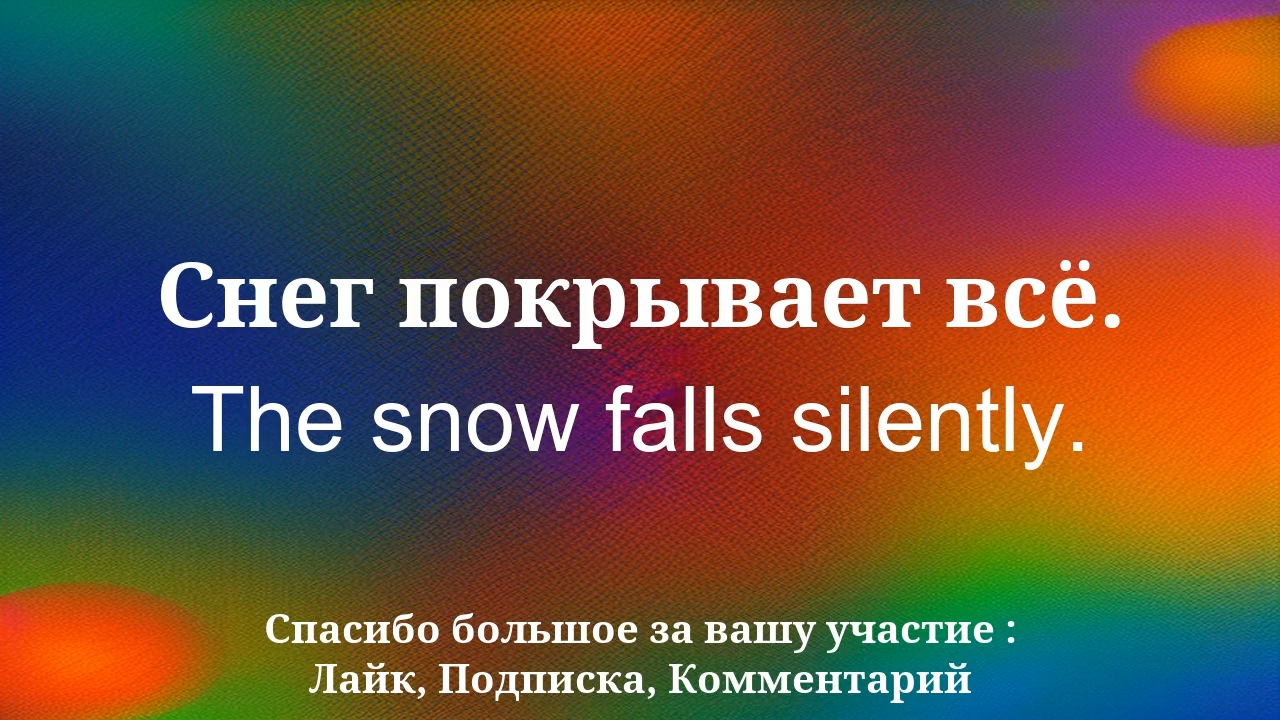 Снег покрывает всё.
The snow falls silently.
Спасибо большое за вашу участие :
Лайк, Подписка, Комментарий